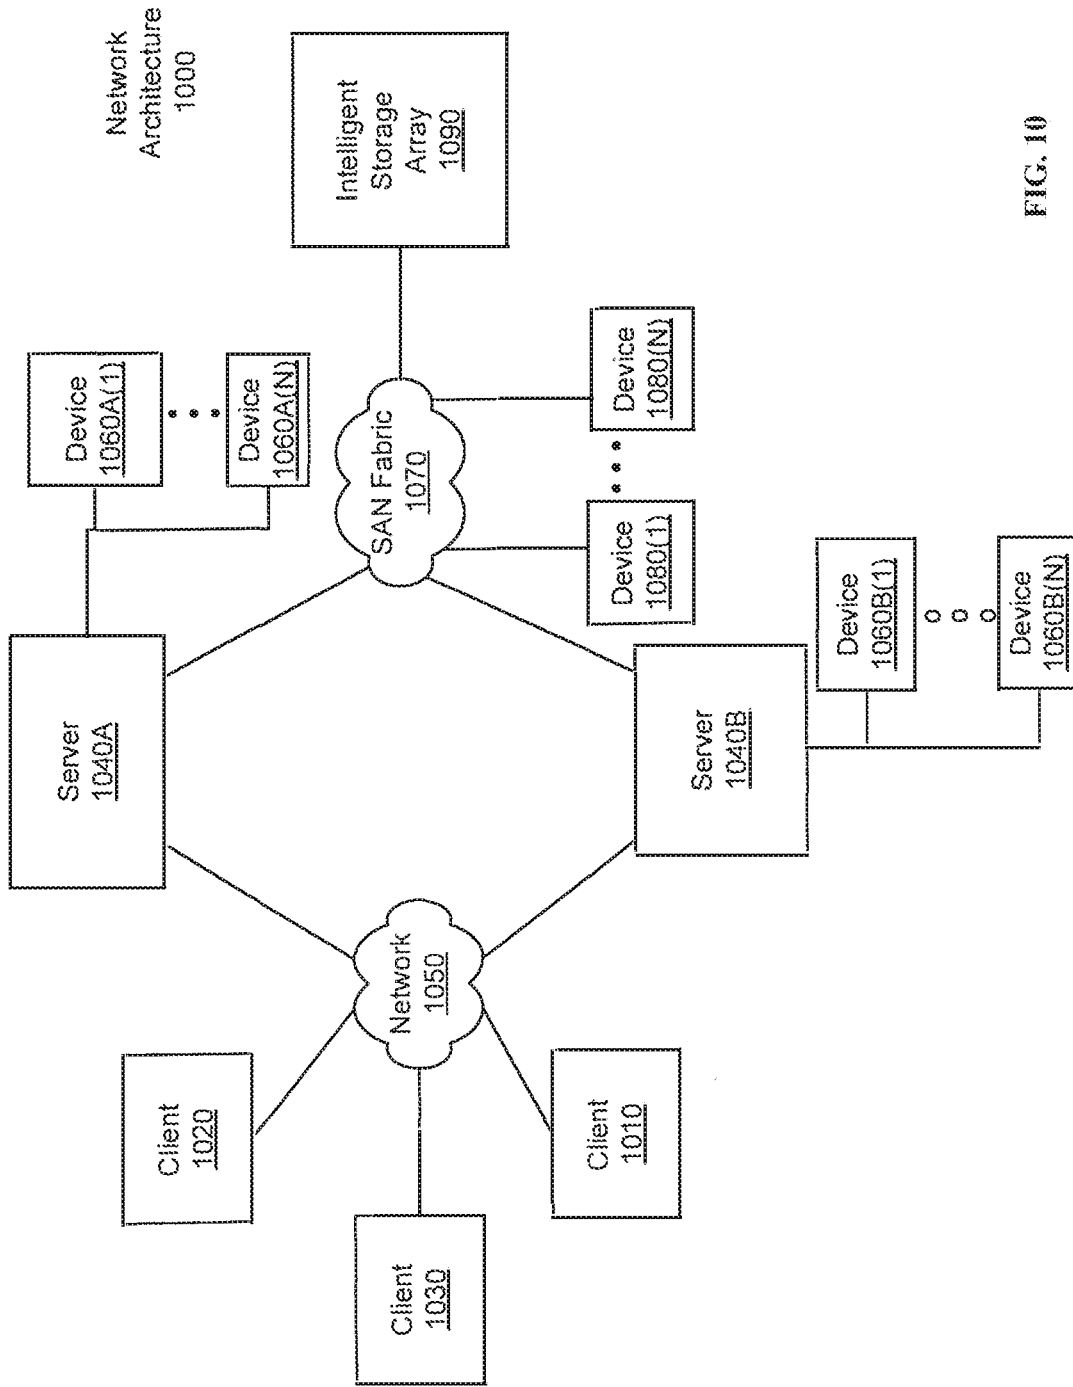 Network
Architecture
1000
Client
1020
Client
1030
Client
1010
Network
1050
Server
1040A
Server
1040B
Device
1060A(1)
Device
1060A(N)
SAN Fabric
1070
Device
1080(1)
Device
1080(N)
Device
1060B(1)
Device
1060B(N)
Intelligent
Storage
Array
1090
FIG. 10